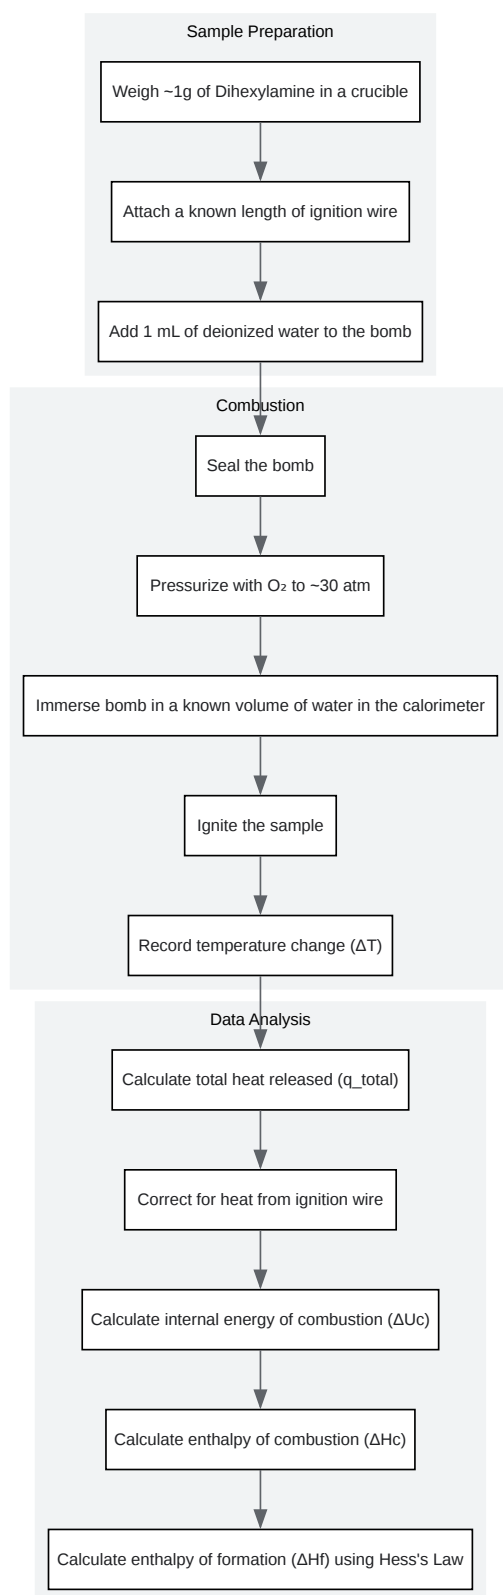 Sample Preparation
Weigh ~1g of Dihexylamine in a crucible
Attach a known length of ignition wire
Add 1 mL of deionized water to the bomb
Combustion
Seal the bomb
Pressurize with O₂ to ~30 atm
Immerse bomb in a known volume of water in the calorimeter
Ignite the sample
Record temperature change (ΔT)
Data Analysis
Calculate total heat released (q_total)
Correct for heat from ignition wire
Calculate internal energy of combustion (ΔUc)
Calculate enthalpy of combustion (ΔHc)
Calculate enthalpy of formation (ΔHf) using Hess's Law